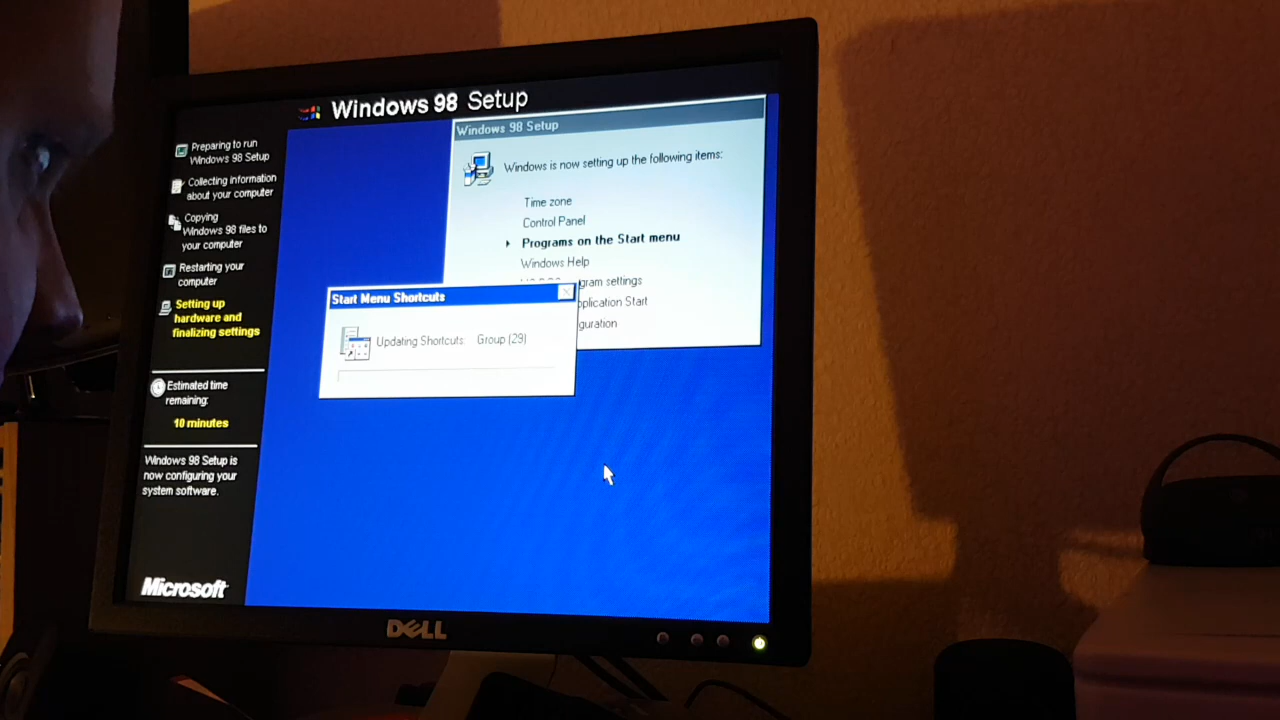 Windows 98 Setup
Preparing to run
Windows 98 Setup
Collecting information
about your computer
Copying
Windows 98 files to
your computer
Restarting your
computer
Setting up
hardware and
finalizing settings
Estimated time
remaining:
10 minutes
Windows 98 Setup is
now configuring your
system software.
Microsoft
Windows 98 Setup
Windows is now setting up the following items:
Time zone
Control Panel
Programs on the Start menu
Windows Help
gram settings
pplication Start
guration
Start Menu Shortcuts
Updating Shortcuts: Group (29)
DELL